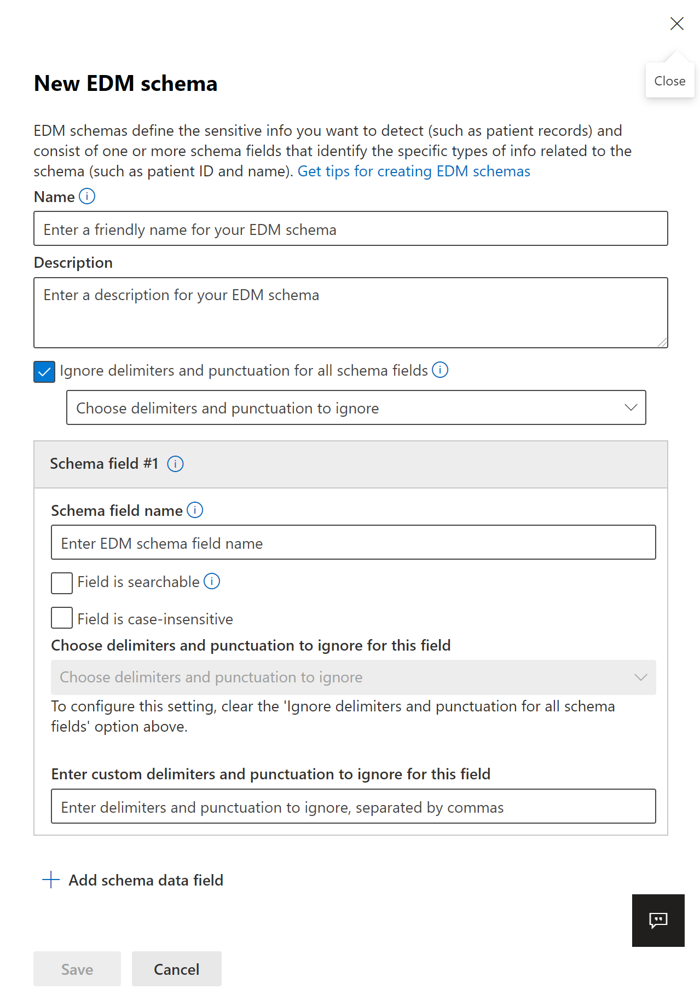 Close
New EDM schema
EDM schemas define the sensitive info you want to detect (such as patient records) and
consist of one or more schema fields that identify the specific types of info related to the
schema (such as patient ID and name). Get tips for creating EDM schemas
Name
Enter a friendly name for your EDM schema
Description
Enter a description for your EDM schema
Ignore delimiters and punctuation for all schema fields
Choose delimiters and punctuation to ignore
Schema field #1
Schema field name
Enter EDM schema field name
Field is searchable
Field is case-insensitive
Choose delimiters and punctuation to ignore for this field
Choose delimiters and punctuation to ignore
To configure this setting, clear the 'Ignore delimiters and punctuation for all schema
fields' option above.
Enter custom delimiters and punctuation to ignore for this field
Enter delimiters and punctuation to ignore, separated by commas
Add schema data field
Save
Cancel